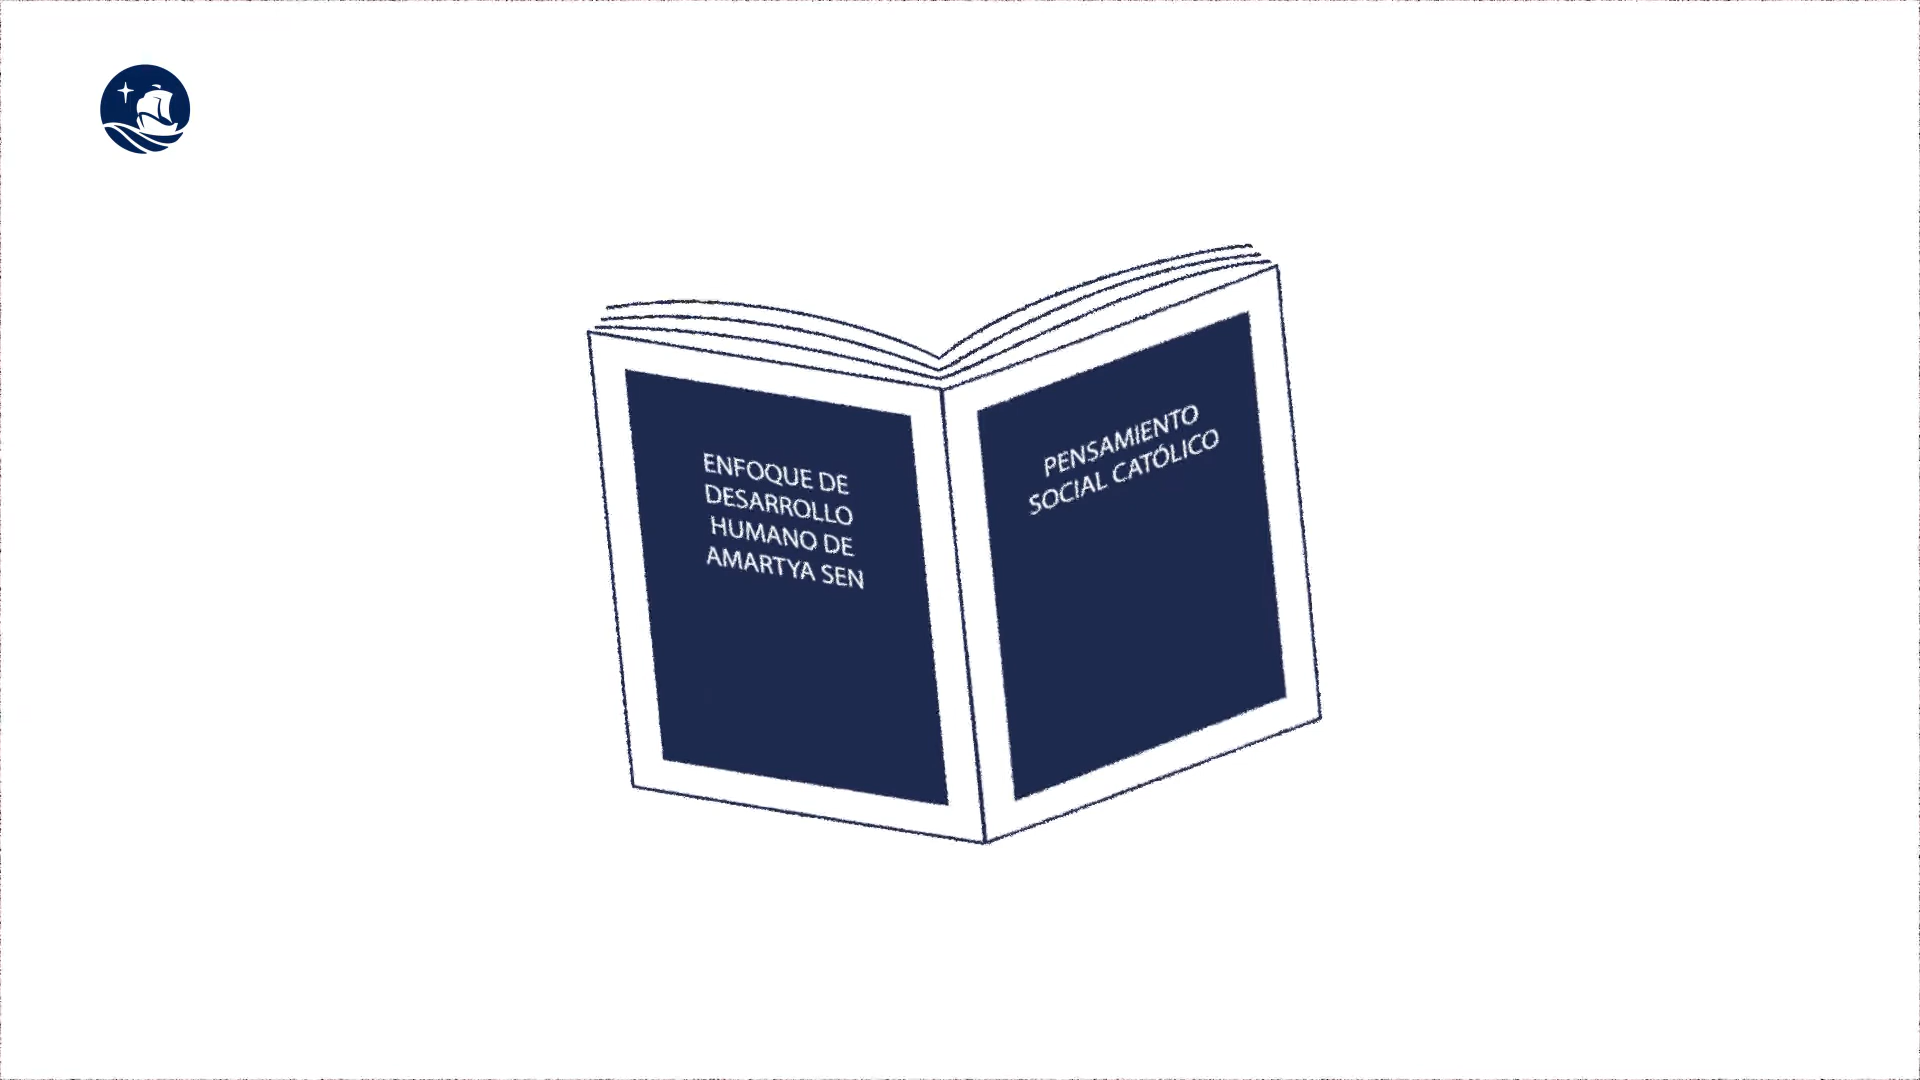 ENFOQUE DE
DESARROLLO
HUMANO DE
AMARTYA SEN
PENSAMIENTO
SOCIAL CATÓLICO